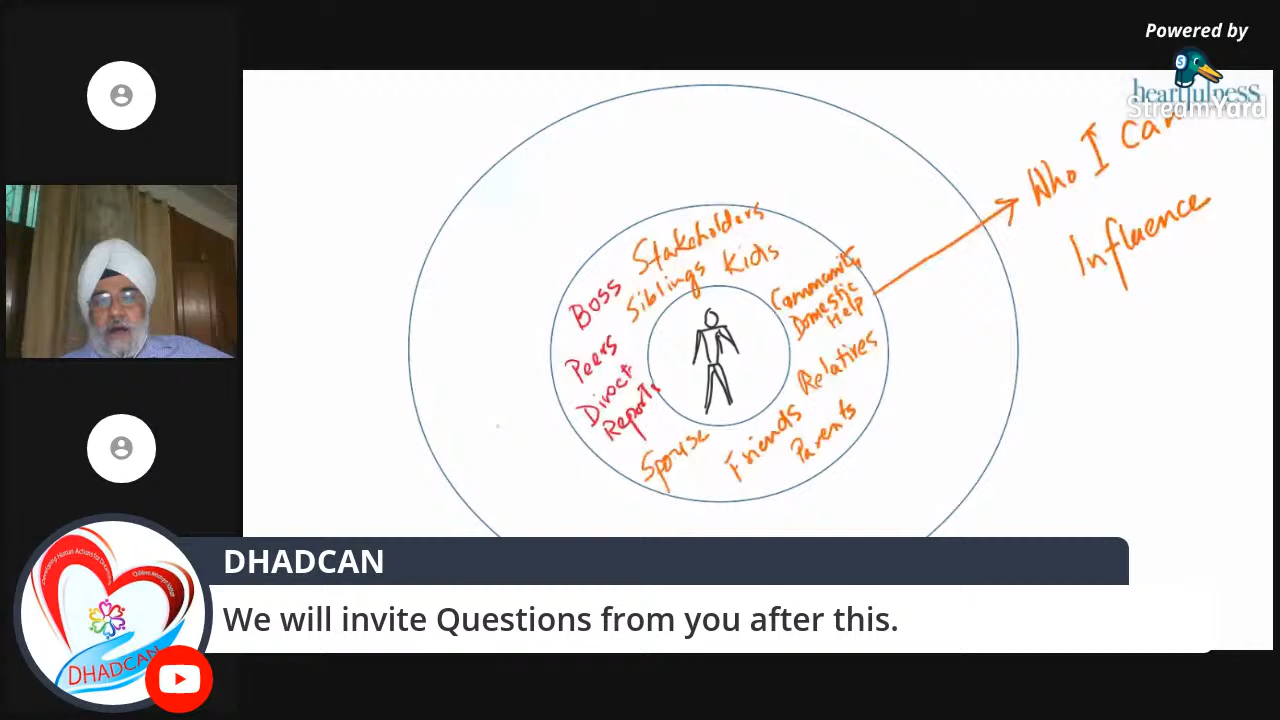 Powered by
heartfulness
StreamYard
Who I Can
Influence
Stakeholders
Siblings
Kids
Boss
Peers
Direct
Reports
Community
Domestic
Help
Relatives
Spouse
Friends
Parents
DHADCAN
We will invite Questions from you after this.
DHADCAN